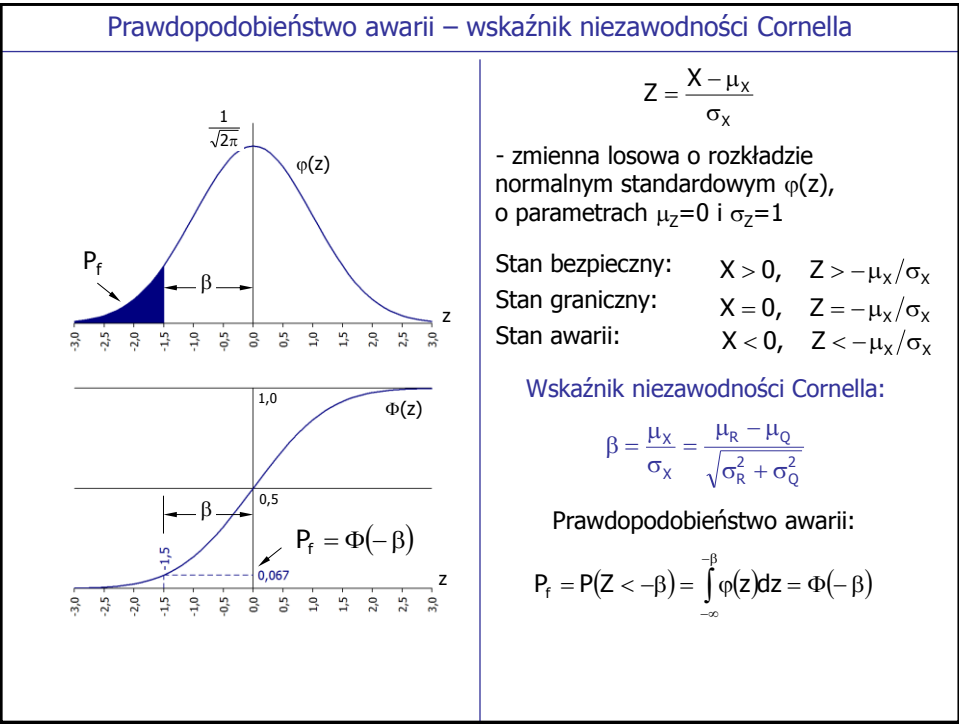 Prawdopodobieństwo awarii – wskaźnik niezawodności Cornella
1/√2π
φ(z)
P_f
β
z
-3,0 -2,5 -2,0 -1,5 -1,0 -0,5 0,0 0,5 1,0 1,5 2,0 2,5 3,0
1,0
Φ(z)
0,5
β
P_f = Φ(− β)
-1,5
0,067
z
-3,0 -2,5 -2,0 -1,5 -1,0 -0,5 0,0 0,5 1,0 1,5 2,0 2,5 3,0
Z = (X − μ_X)/σ_X
- zmienna losowa o rozkładzie
normalnym standardowym φ(z),
o parametrach μ_Z=0 i σ_Z=1
Stan bezpieczny: X > 0, Z > −μ_X/σ_X
Stan graniczny: X = 0, Z = −μ_X/σ_X
Stan awarii: X < 0, Z < −μ_X/σ_X
Wskaźnik niezawodności Cornella:
β = μ_X/σ_X = (μ_R − μ_Q)/√(σ_R² + σ_Q²)
Prawdopodobieństwo awarii:
P_f = P(Z < −β) = ∫_{−∞}^{−β} φ(z)dz = Φ(− β)